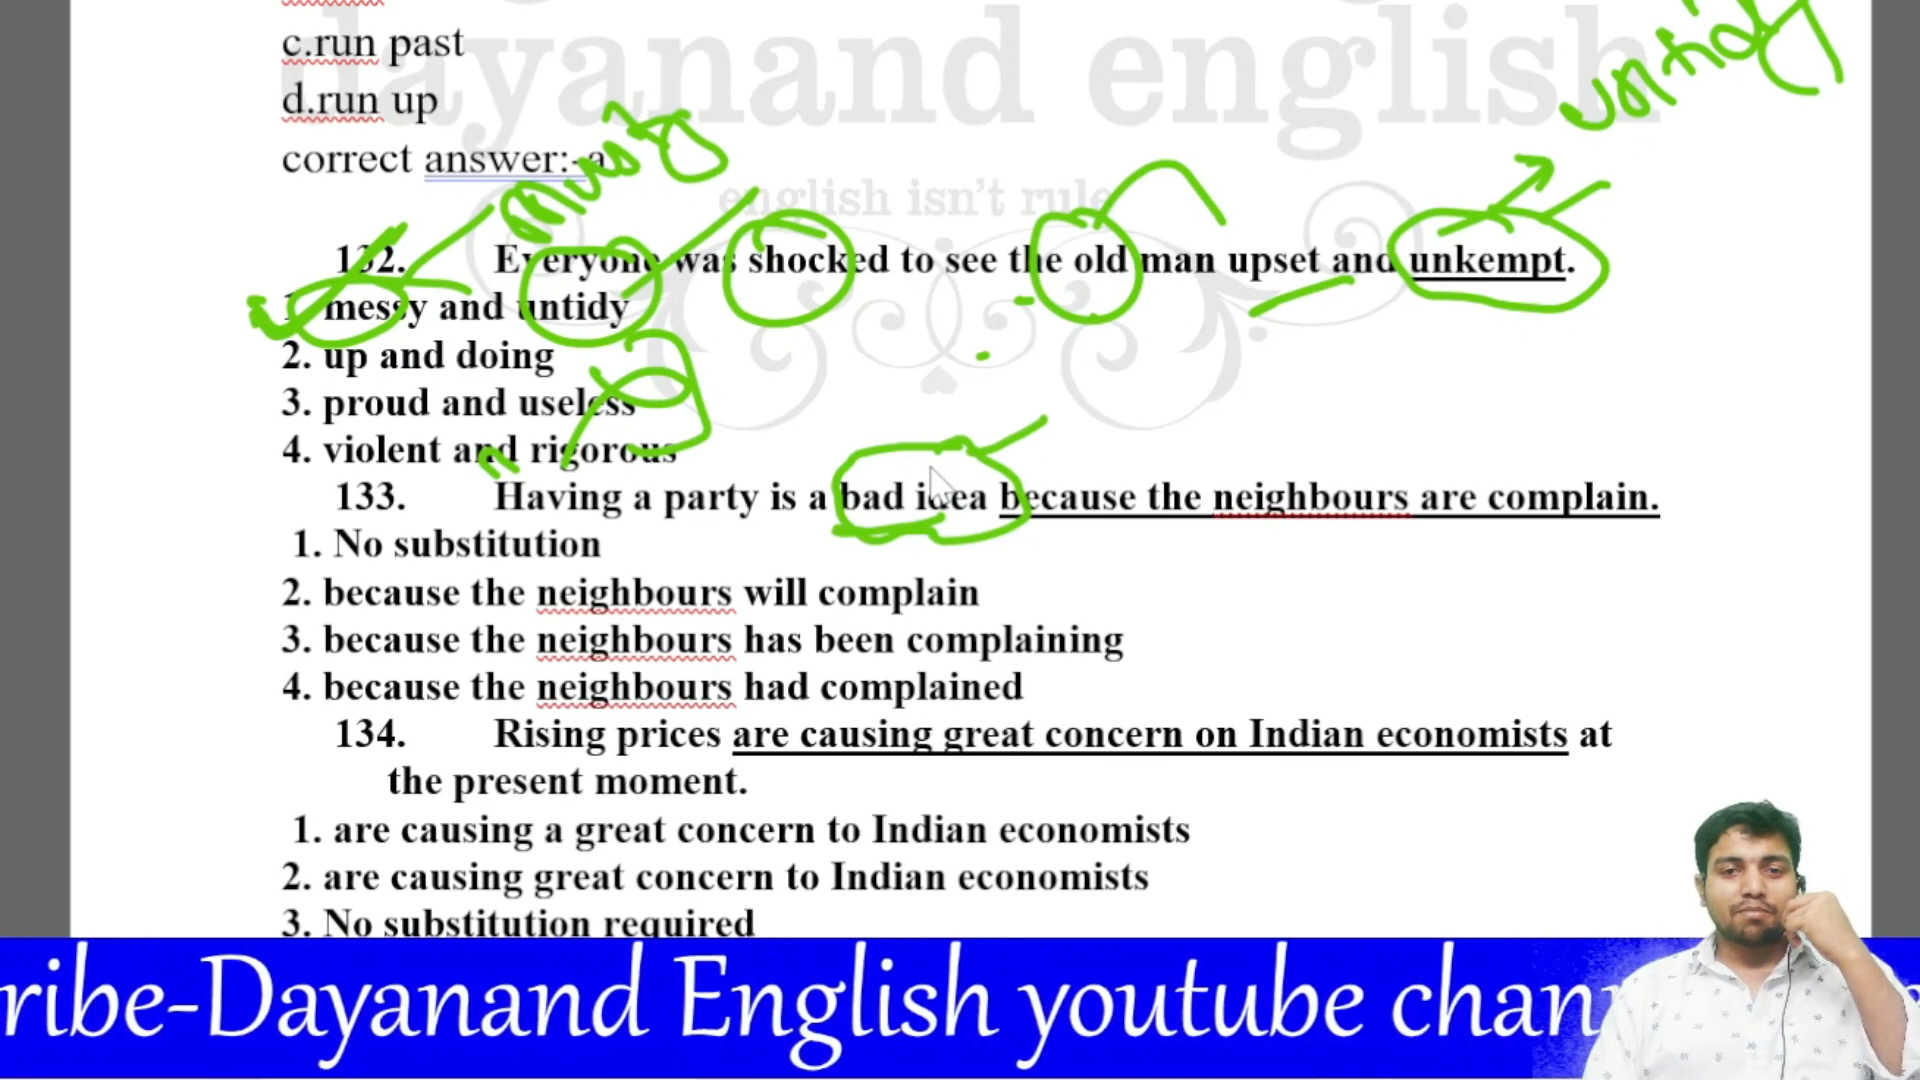 dayanand english
c.run past
d.run up
correct answer:-a
untidy
english isn't rule
132. Everyone was shocked to see the old man upset and unkempt.
1. messy and untidy
2. up and doing
3. proud and useless
4. violent and rigorous
133. Having a party is a bad idea because the neighbours are complain.
1. No substitution
2. because the neighbours will complain
3. because the neighbours has been complaining
4. because the neighbours had complained
134. Rising prices are causing great concern on Indian economists at
the present moment.
1. are causing a great concern to Indian economists
2. are causing great concern to Indian economists
3. No substitution required
ribe-Dayanand English youtube chan